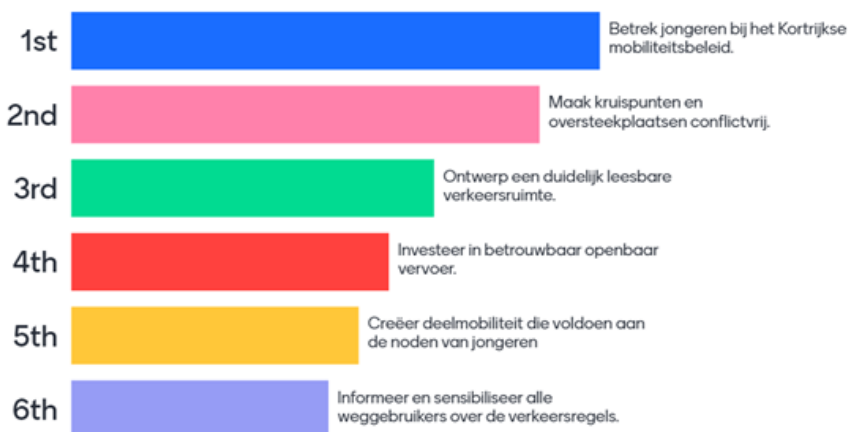 1st
Betrek jongeren bij het Kortrijkse
mobiliteitsbeleid.
2nd
Maak kruispunten en
oversteekplaatsen conflictvrij.
3rd
Ontwerp een duidelijk leesbare
verkeersruimte.
4th
Investeer in betrouwbaar openbaar
vervoer.
5th
Creëer deelmobiliteit die voldoen aan
de noden van jongeren
6th
Informeer en sensibiliseer alle
weggebruikers over de verkeersregels.